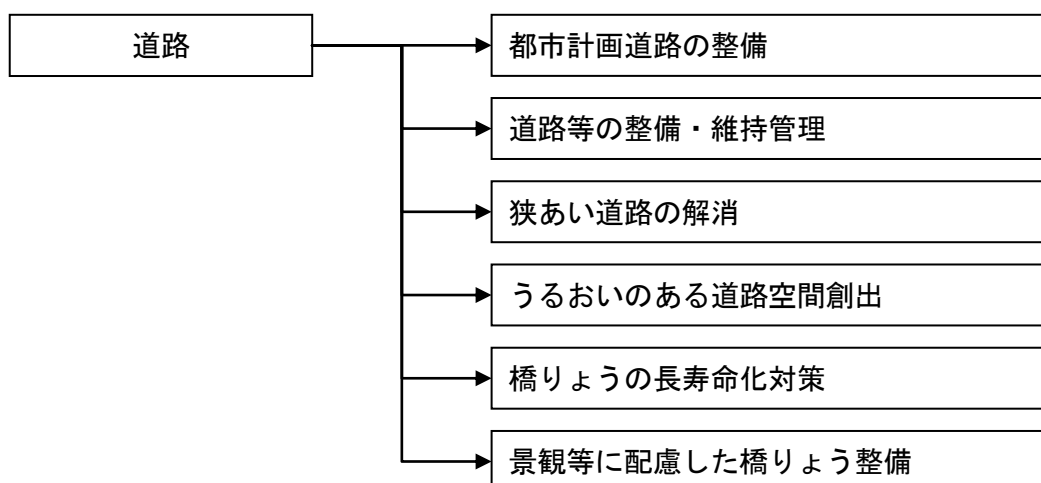 道路
都市計画道路の整備
道路等の整備・維持管理
狭あい道路の解消
うるおいのある道路空間創出
橋りょうの長寿命化対策
景観等に配慮した橋りょう整備